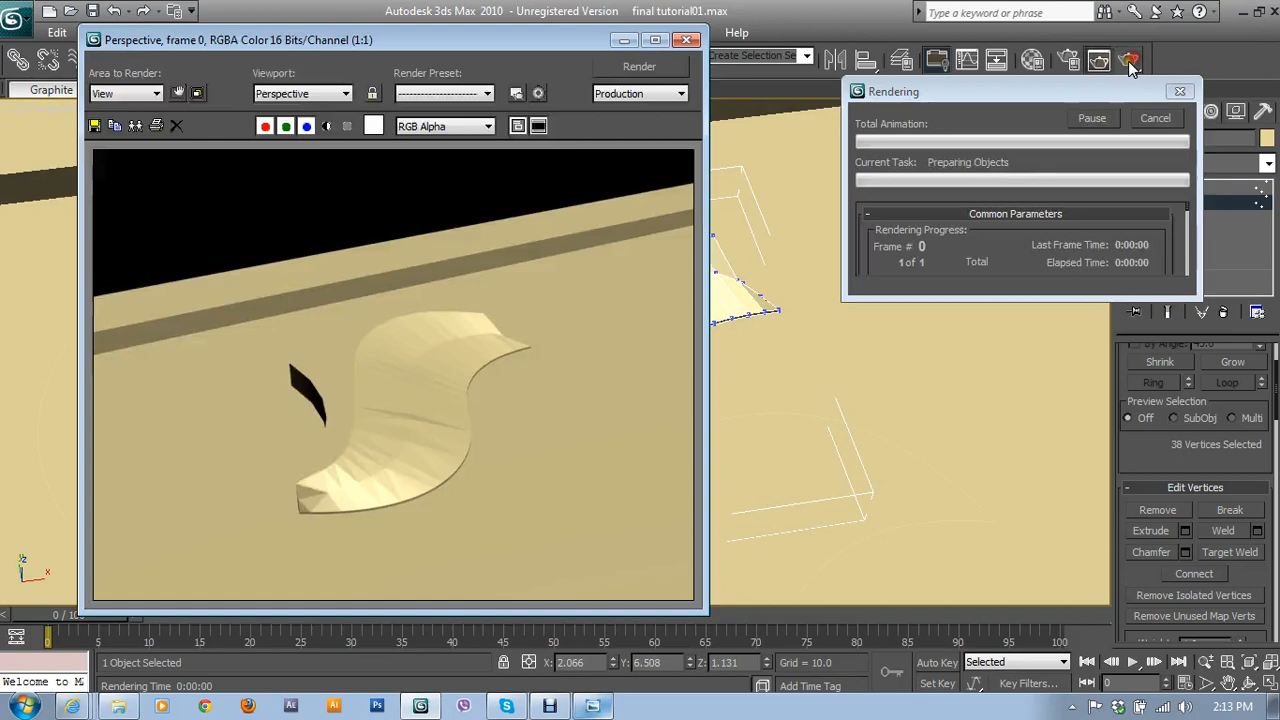 Autodesk 3ds Max 2010 - Unregistered Version final tutorial01.max
Type a keyword or phrase
Edit
Help
Perspective, frame 0, RGBA Color 16 Bits/Channel (1:1)
Create Selection Se
Area to Render:
Viewport:
Render Preset:
Render
View
Perspective
Production
RGB Alpha
Graphite
Rendering
Total Animation:
Pause
Cancel
Current Task: Preparing Objects
Common Parameters
Rendering Progress:
Frame # 0
Last Frame Time: 0:00:00
1 of 1
Total
Elapsed Time: 0:00:00
By Angle: 45.0
Shrink
Grow
Ring
Loop
Preview Selection
Off
SubObj
Multi
38 Vertices Selected
Edit Vertices
Remove
Break
Extrude
Weld
Chamfer
Target Weld
Connect
Remove Isolated Vertices
Remove Unused Map Verts
z
y
x
0 / 100
0 5 10 15 20 25 30 35 40 45 50 55 60 65 70 75 80 85 90 95 100
1 Object Selected
X: 2.066
Y: 6.508
Z: 1.131
Grid = 10.0
Auto Key
Selected
Welcome to M
Rendering Time 0:00:00
Add Time Tag
Set Key
Key Filters...
0
2:13 PM